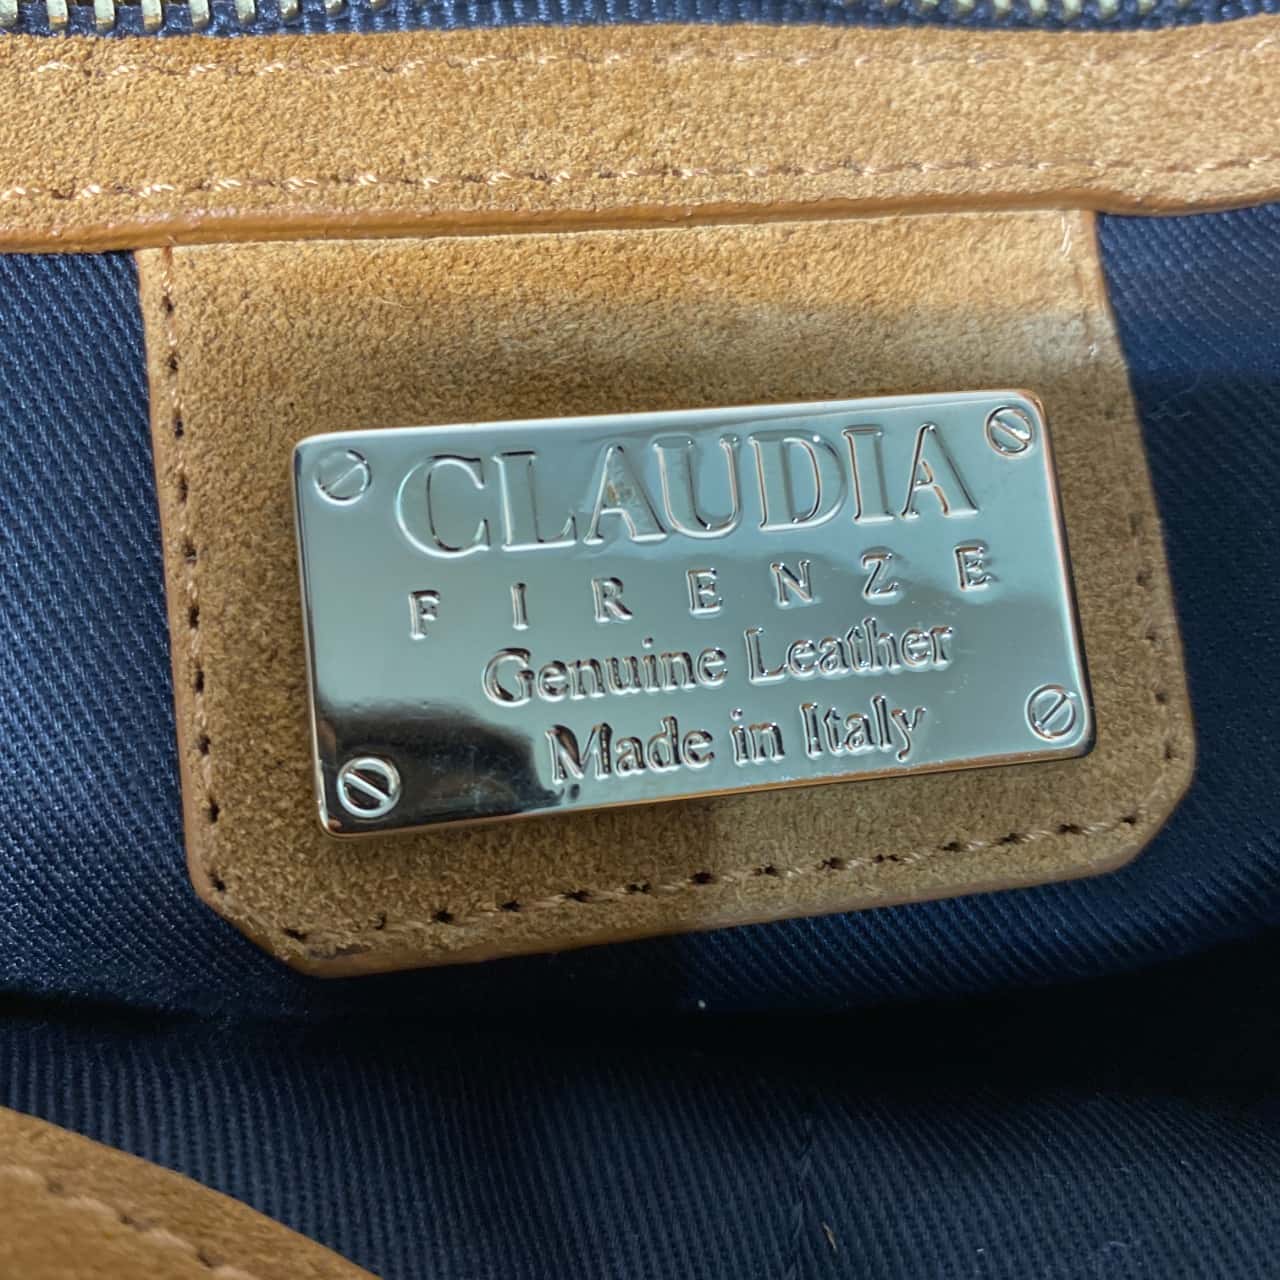 CLAUDIA
FIRENZE
Genuine Leather
Made in Italy